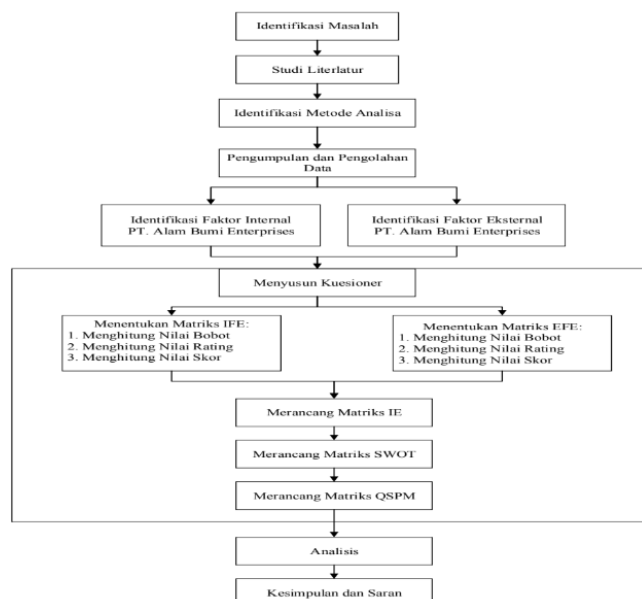 Identifikasi Masalah
Studi Literlatur
Identifikasi Metode Analisa
Pengumpulan dan Pengolahan
Data
Identifikasi Faktor Internal
PT. Alam Bumi Enterprises
Identifikasi Faktor Eksternal
PT. Alam Bumi Enterprises
Menyusun Kuesioner
Menentukan Matriks IFE:
1. Menghitung Nilai Bobot
2. Menghitung Nilai Rating
3. Menghitung Nilai Skor
Menentukan Matriks EFE:
1. Menghitung Nilai Bobot
2. Menghitung Nilai Rating
3. Menghitung Nilai Skor
Merancang Matriks IE
Merancang Matriks SWOT
Merancang Matriks QSPM
Analisis
Kesimpulan dan Saran